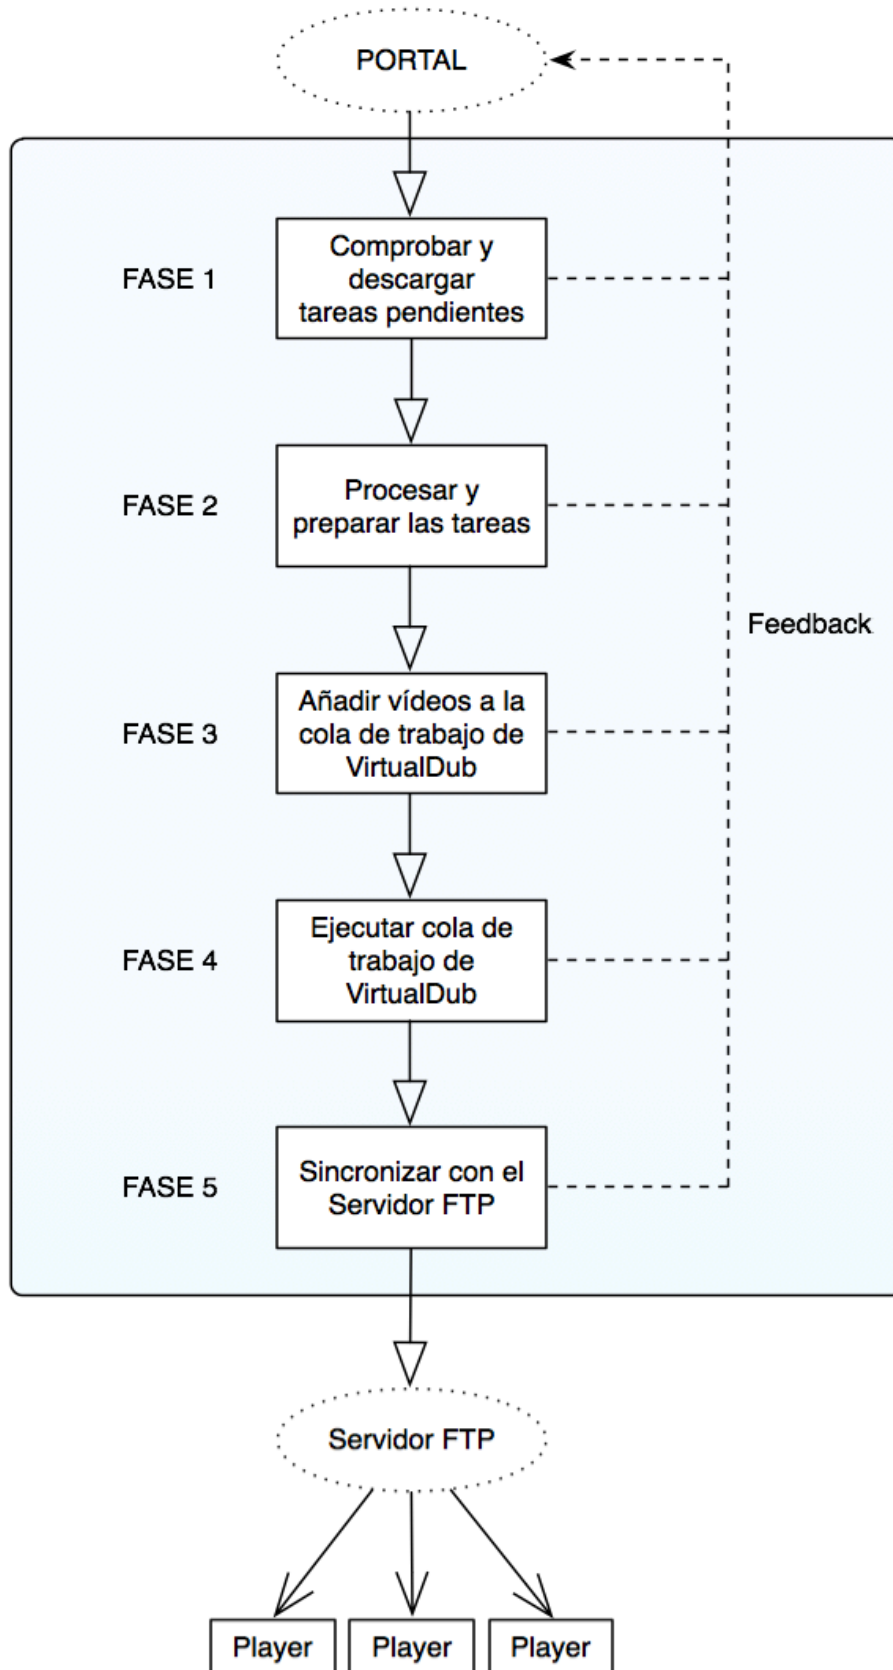 PORTAL
FASE 1
Comprobar y
descargar
tareas pendientes
FASE 2
Procesar y
preparar las tareas
Feedback
FASE 3
Añadir vídeos a la
cola de trabajo de
VirtualDub
FASE 4
Ejecutar cola de
trabajo de
VirtualDub
FASE 5
Sincronizar con el
Servidor FTP
Servidor FTP
Player
Player
Player